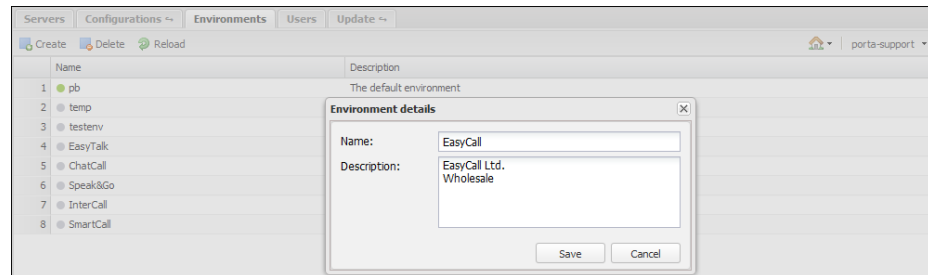 Servers Configurations ↪ Environments Users Update ↪
Create Delete Reload porta-support
Name Description
1 pb The default environment
2 temp
3 testenv
4 EasyTalk
5 ChatCall
6 Speak&Go
7 InterCall
8 SmartCall
Environment details
Name: EasyCall
Description: EasyCall Ltd.
Wholesale
Save Cancel